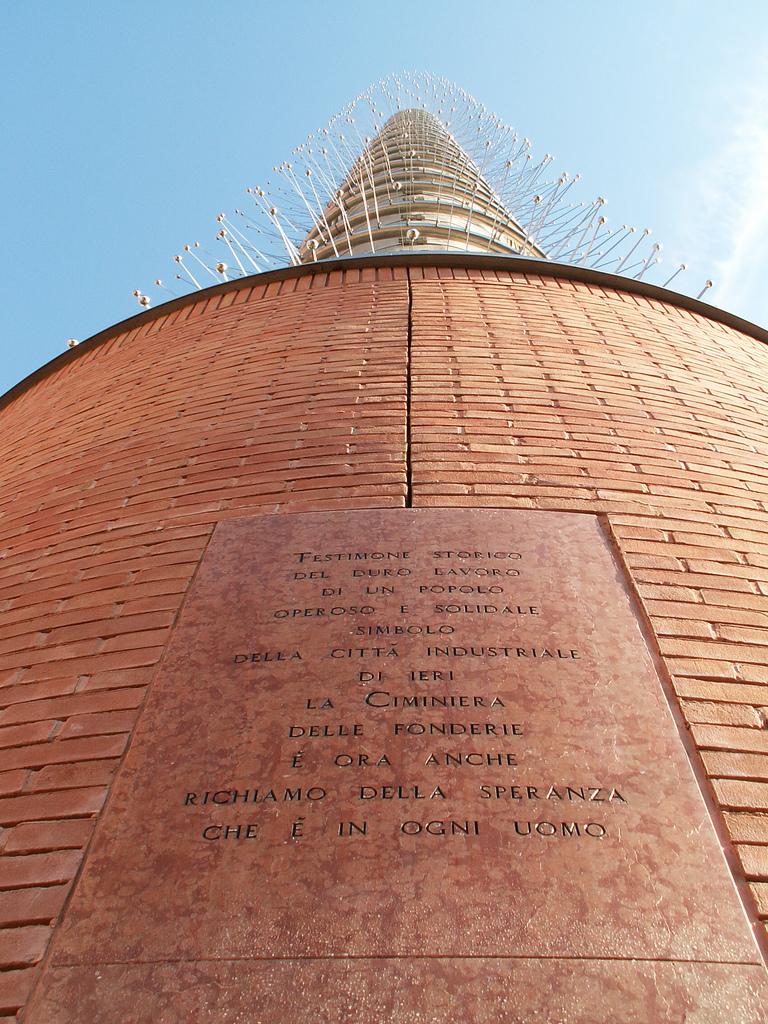 Testimone storico
del duro lavoro
di un popolo
operoso e solidale
simbolo
della città industriale
di ieri
la Ciminiera
delle fonderie
é ora anche
richiamo della speranza
che é in ogni uomo